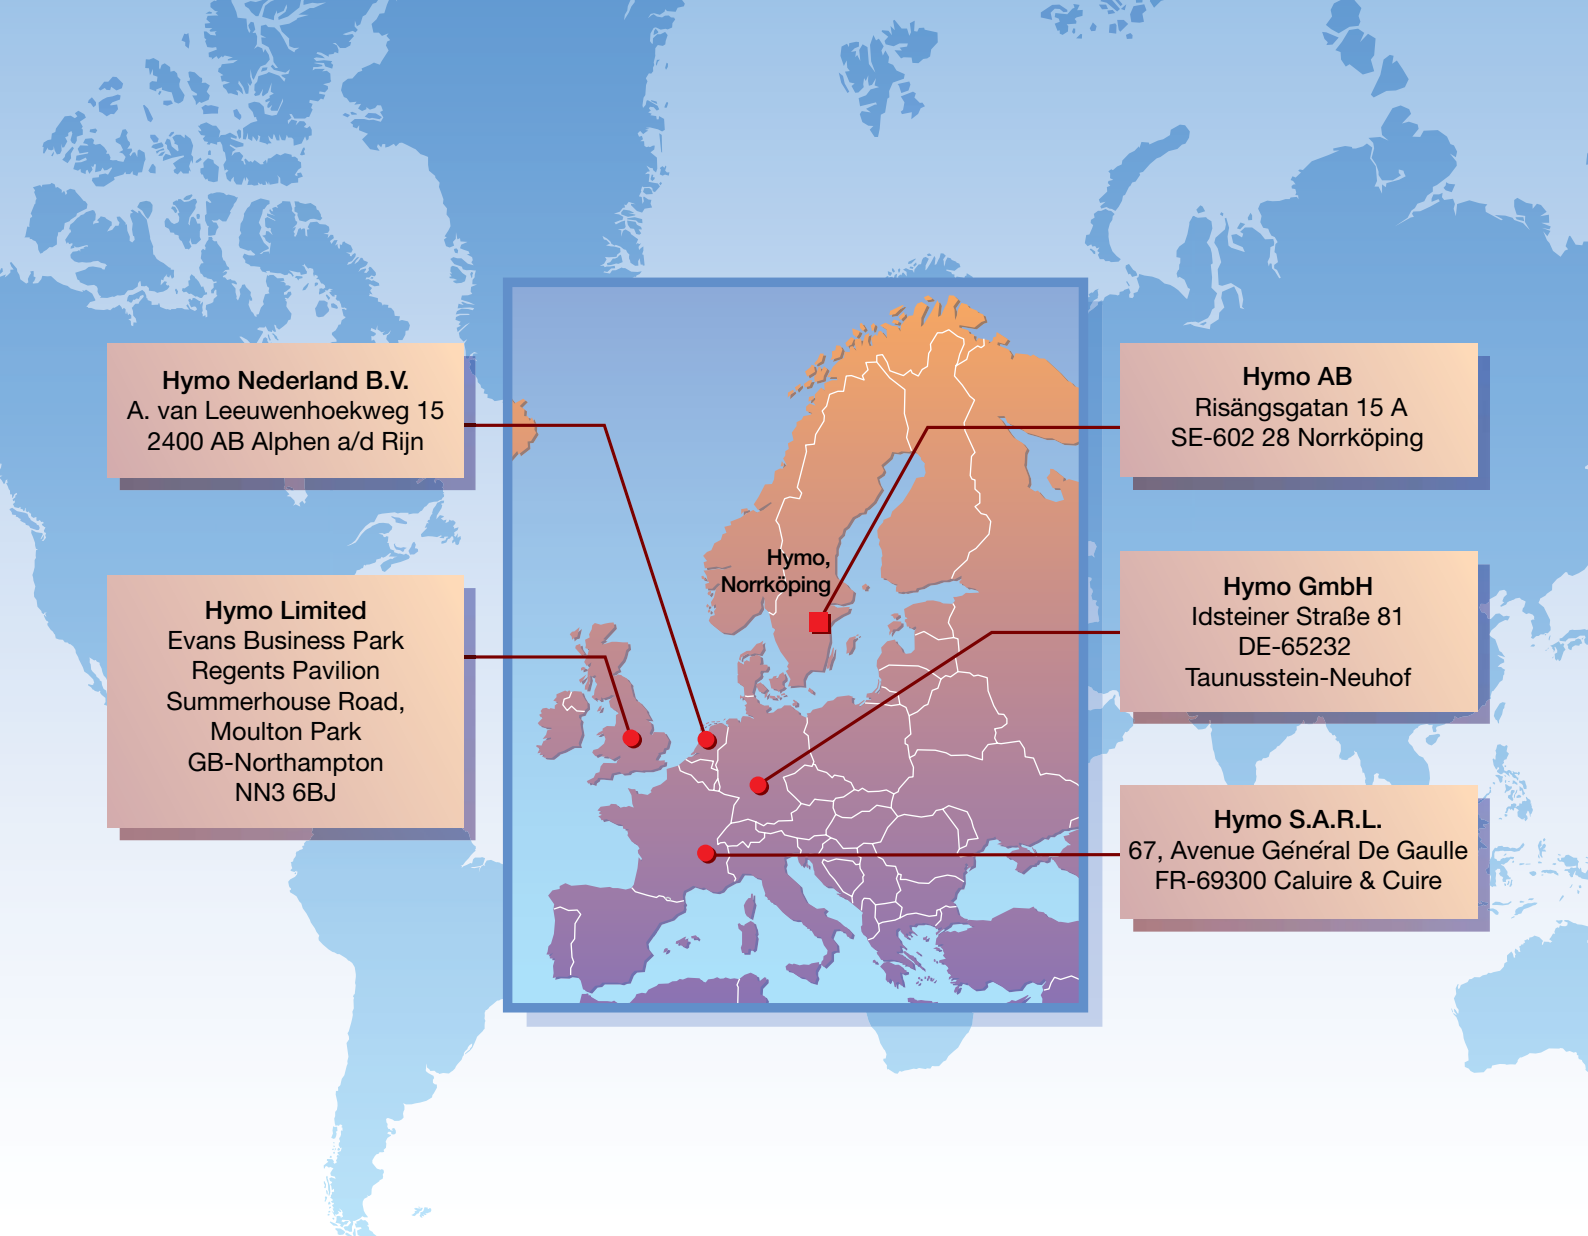 Hymo Nederland B.V.
A. van Leeuwenhoekweg 15
2400 AB Alphen a/d Rijn
Hymo Limited
Evans Business Park
Regents Pavilion
Summerhouse Road,
Moulton Park
GB-Northampton
NN3 6BJ
Hymo,
Norrköping
Hymo AB
Risängsgatan 15 A
SE-602 28 Norrköping
Hymo GmbH
Idsteiner Straße 81
DE-65232
Taunusstein-Neuhof
Hymo S.A.R.L.
67, Avenue Général De Gaulle
FR-69300 Caluire & Cuire